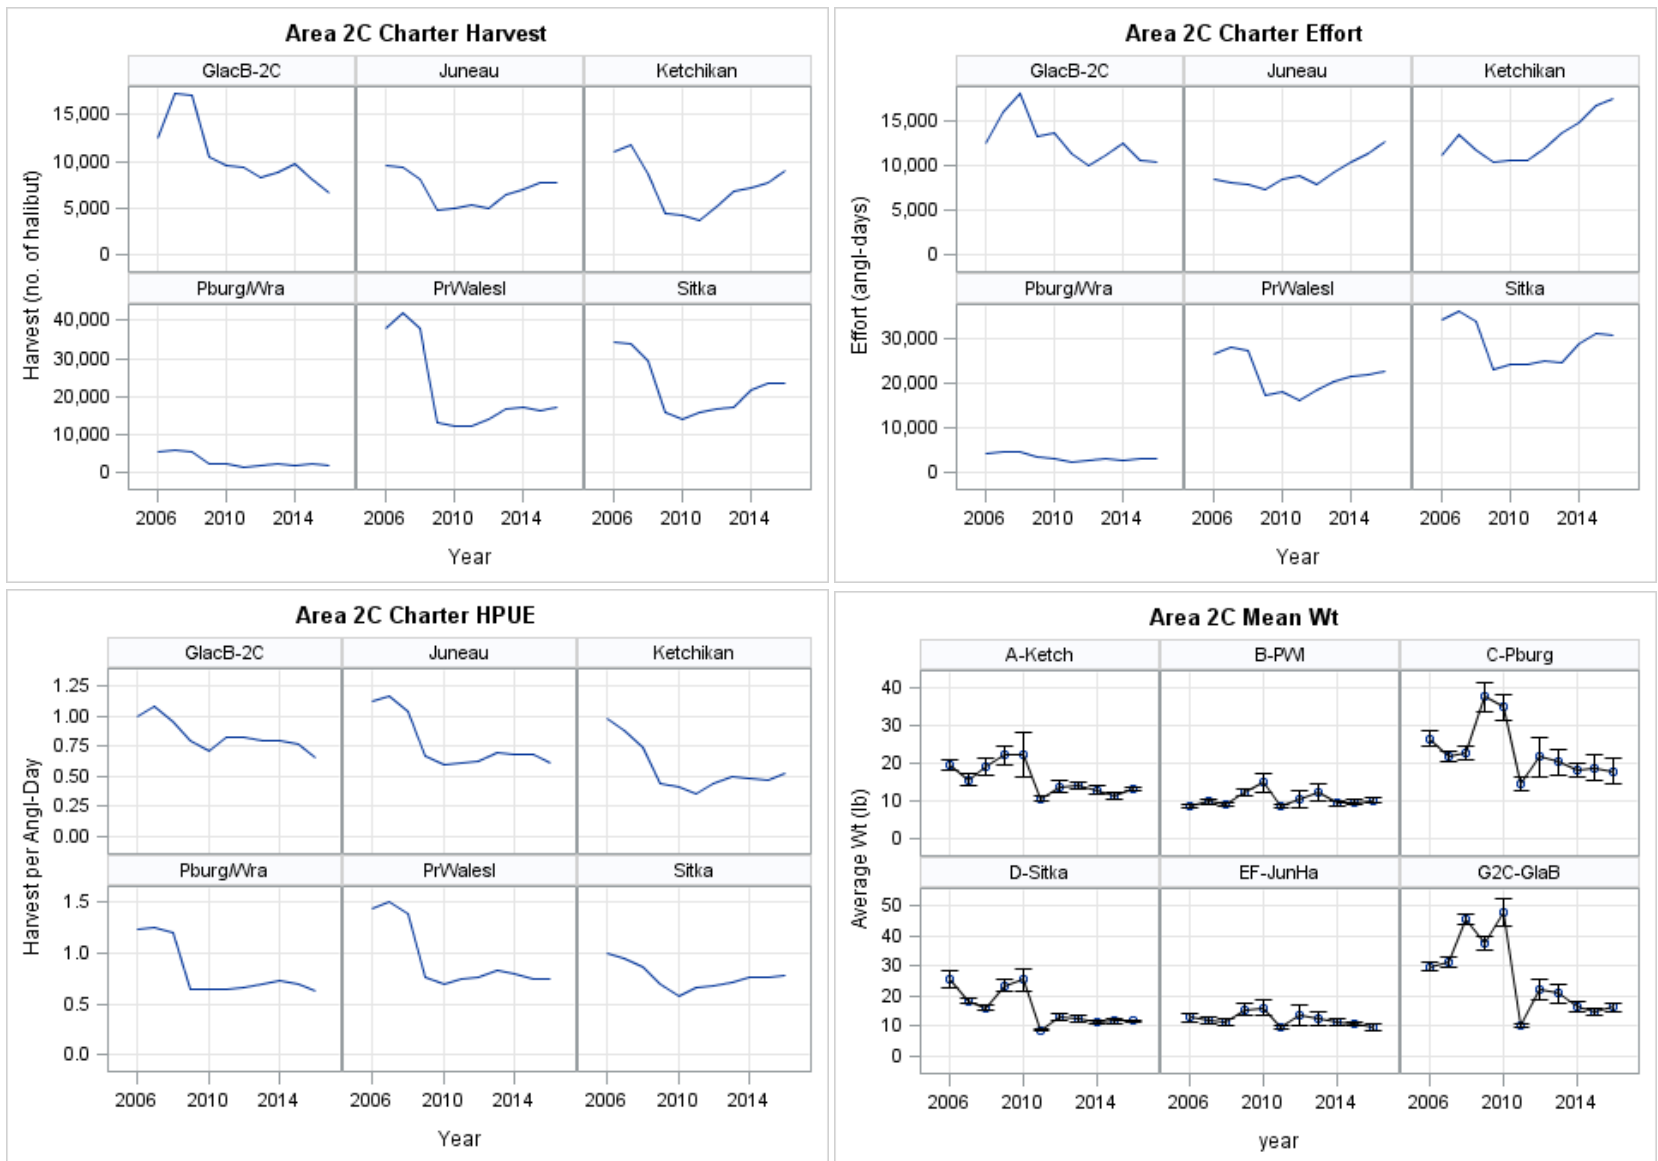 Area 2C Charter Harvest
GlacB-2C Juneau Ketchikan
15,000
10,000
5,000
0
Pburg/Wra PrWalesI Sitka
40,000
30,000
20,000
10,000
0
Harvest (no. of halibut)
2006 2010 2014 2006 2010 2014 2006 2010 2014
Year
Area 2C Charter Effort
GlacB-2C Juneau Ketchikan
15,000
10,000
5,000
0
Pburg/Wra PrWalesI Sitka
30,000
20,000
10,000
0
Effort (angl-days)
2006 2010 2014 2006 2010 2014 2006 2010 2014
Year
Area 2C Charter HPUE
GlacB-2C Juneau Ketchikan
1.25
1.00
0.75
0.50
0.25
0.00
Pburg/Wra PrWalesI Sitka
1.5
1.0
0.5
0.0
Harvest per Angl-Day
2006 2010 2014 2006 2010 2014 2006 2010 2014
Year
Area 2C Mean Wt
A-Ketch B-PWI C-Pburg
40
30
20
10
0
D-Sitka EF-JunHa G2C-GlaB
50
40
30
20
10
0
Average Wt (lb)
2006 2010 2014 2006 2010 2014 2006 2010 2014
year